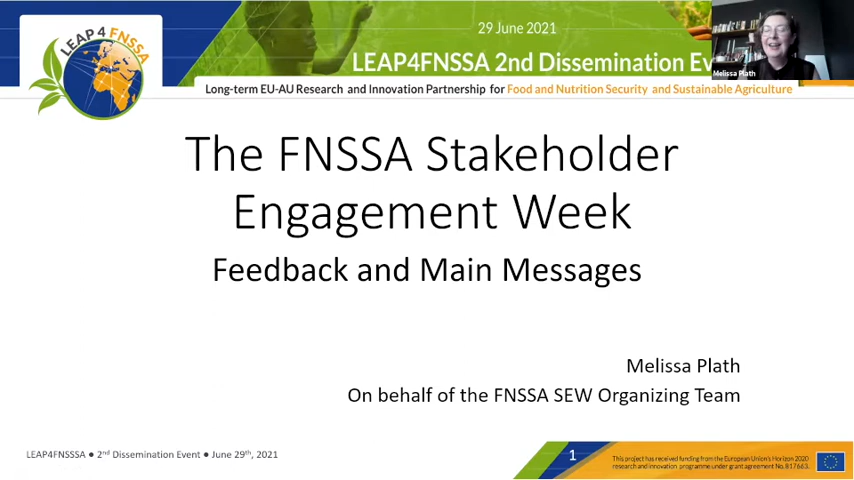 LEAP 4 FNSSA
29 June 2021
LEAP4FNSSA 2nd Dissemination Ev
Melissa Plath
Long-term EU-AU Research and Innovation Partnership for Food and Nutrition Security and Sustainable Agriculture
The FNSSA Stakeholder
Engagement Week
Feedback and Main Messages
Melissa Plath
On behalf of the FNSSA SEW Organizing Team
LEAP4FNSSSA ● 2nd Dissemination Event ● June 29th, 2021
1
This project has received funding from the European Union's Horizon 2020
research and innovation programme under grant agreement No. 817663.